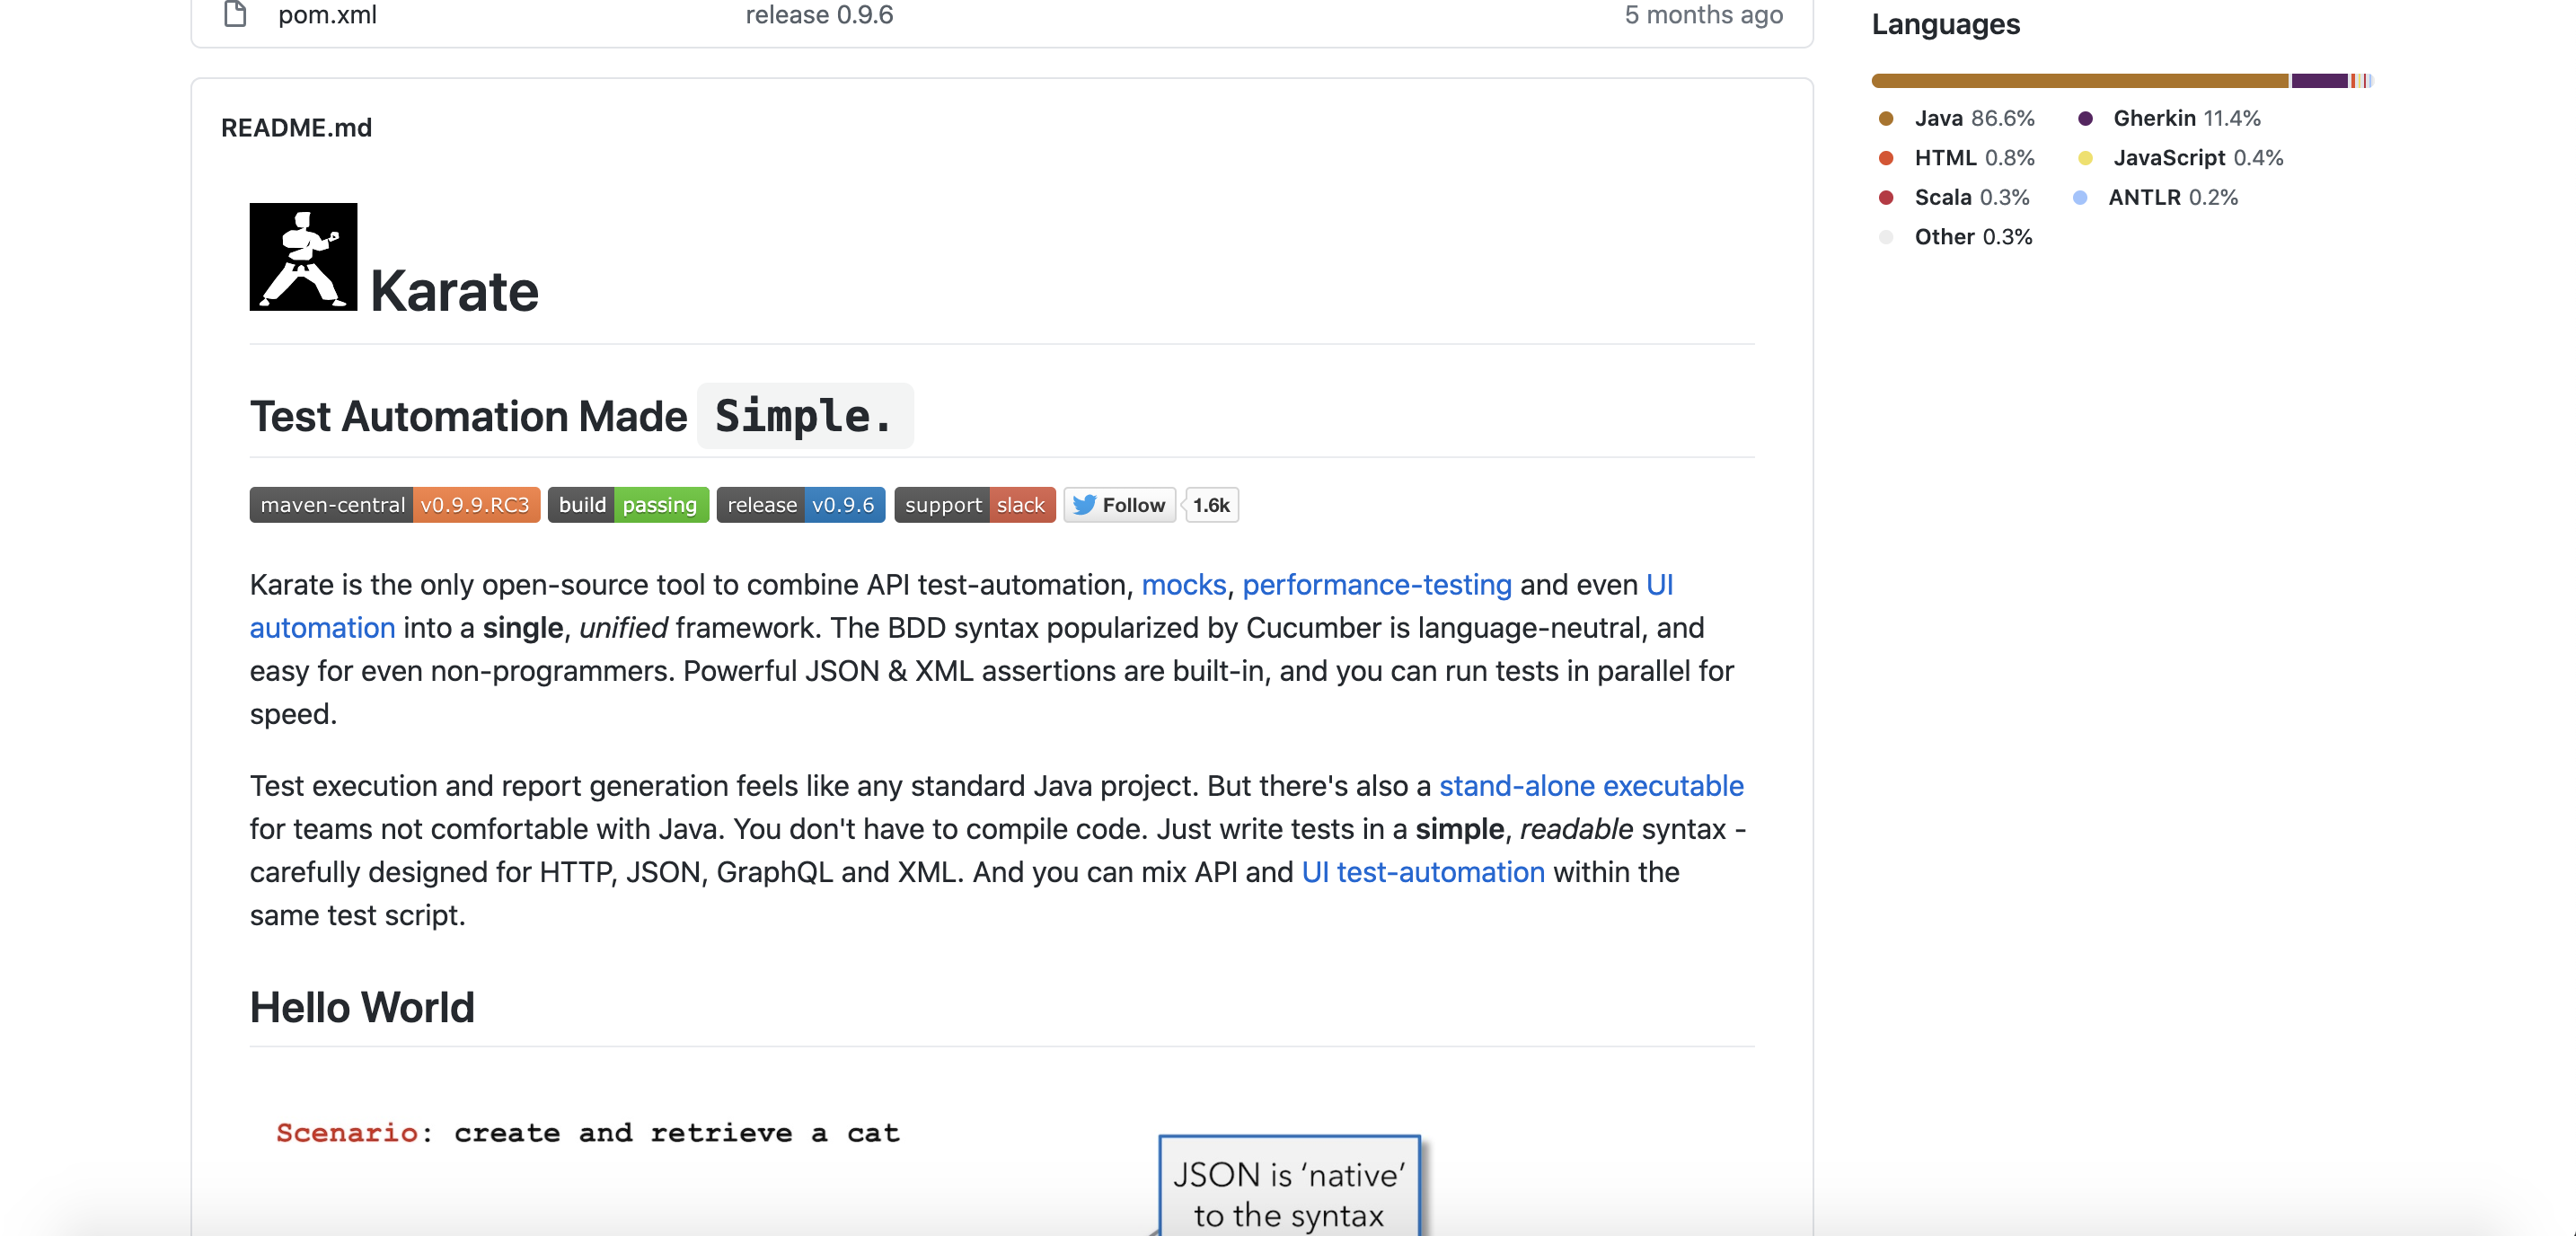 pom.xml release 0.9.6 5 months ago
README.md
Karate
Test Automation Made Simple.
maven-central v0.9.9.RC3 build passing release v0.9.6 support slack Follow 1.6k
Karate is the only open-source tool to combine API test-automation, mocks, performance-testing and even UI
automation into a single, unified framework. The BDD syntax popularized by Cucumber is language-neutral, and
easy for even non-programmers. Powerful JSON & XML assertions are built-in, and you can run tests in parallel for
speed.
Test execution and report generation feels like any standard Java project. But there's also a stand-alone executable
for teams not comfortable with Java. You don't have to compile code. Just write tests in a simple, readable syntax -
carefully designed for HTTP, JSON, GraphQL and XML. And you can mix API and UI test-automation within the
same test script.
Hello World
Scenario: create and retrieve a cat
JSON is ‘native’
to the syntax
Languages
Java 86.6% Gherkin 11.4%
HTML 0.8% JavaScript 0.4%
Scala 0.3% ANTLR 0.2%
Other 0.3%